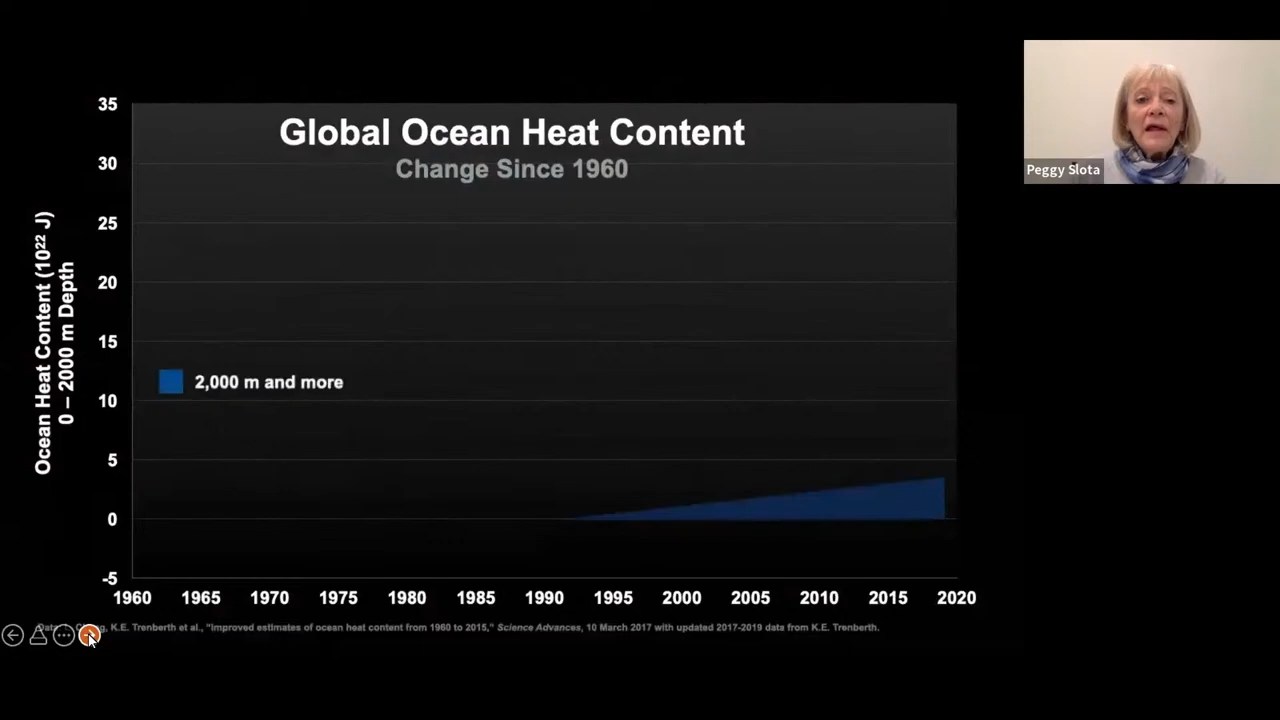 Global Ocean Heat Content
Change Since 1960
Peggy Slota
Ocean Heat Content (10²² J)
0 – 2000 m Depth
35
30
25
20
15
10
5
0
-5
2,000 m and more
1960 1965 1970 1975 1980 1985 1990 1995 2000 2005 2010 2015 2020
K.E. Trenberth et al., "Improved estimates of ocean heat content from 1960 to 2015," Science Advances, 10 March 2017 with updated 2017-2019 data from K.E. Trenberth.